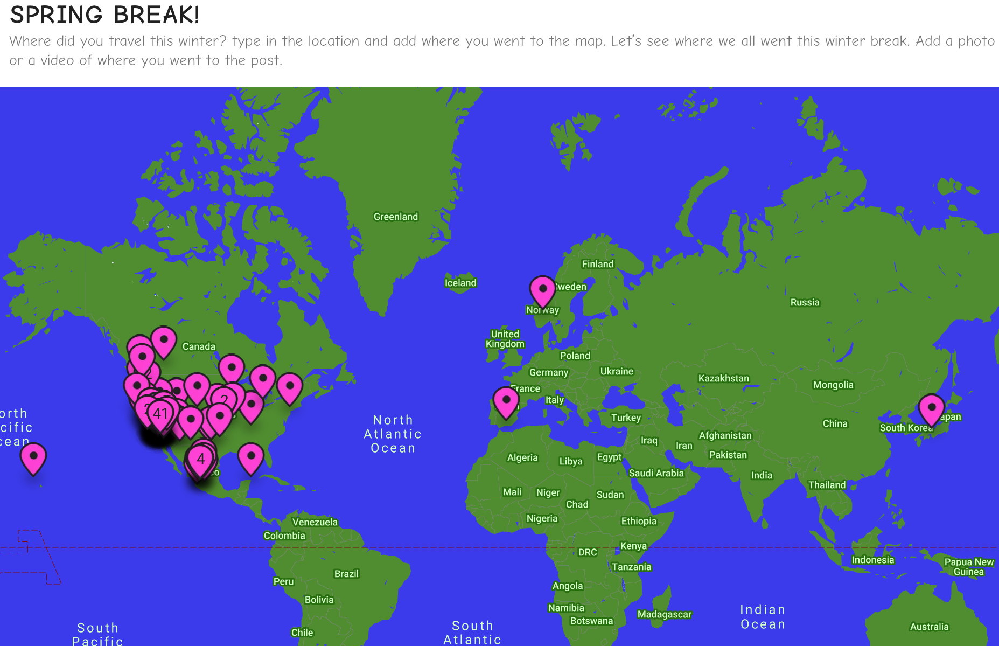 SPRING BREAK!
Where did you travel this winter? type in the location and add where you went to the map. Let's see where we all went this winter break. Add a photo
or a video of where you went to the post.
Greenland
Finland
Iceland
Sweden
Russia
Norway
United
Kingdom
Canada
Poland
Germany
Ukraine
Kazakhstan
Mongolia
France
Italy
2
41
North
Atlantic
Ocean
Turkey
China
apan
South Korea
orth
cific
cean
Afghanistan
Iraq
Iran
Pakistan
Algeria
Libya
Egypt
4
co
Saudi Arabia
India
Thailand
Mali
Niger
Sudan
Chad
Nigeria
Ethiopia
Venezuela
Colombia
Kenya
DRC
Indonesia
Papua New
Guinea
Tanzania
Brazil
Peru
Angola
Bolivia
Namibia
Madagascar
Botswana
Indian
Ocean
South
Pacific
South
Atlantic
Chile
Australia